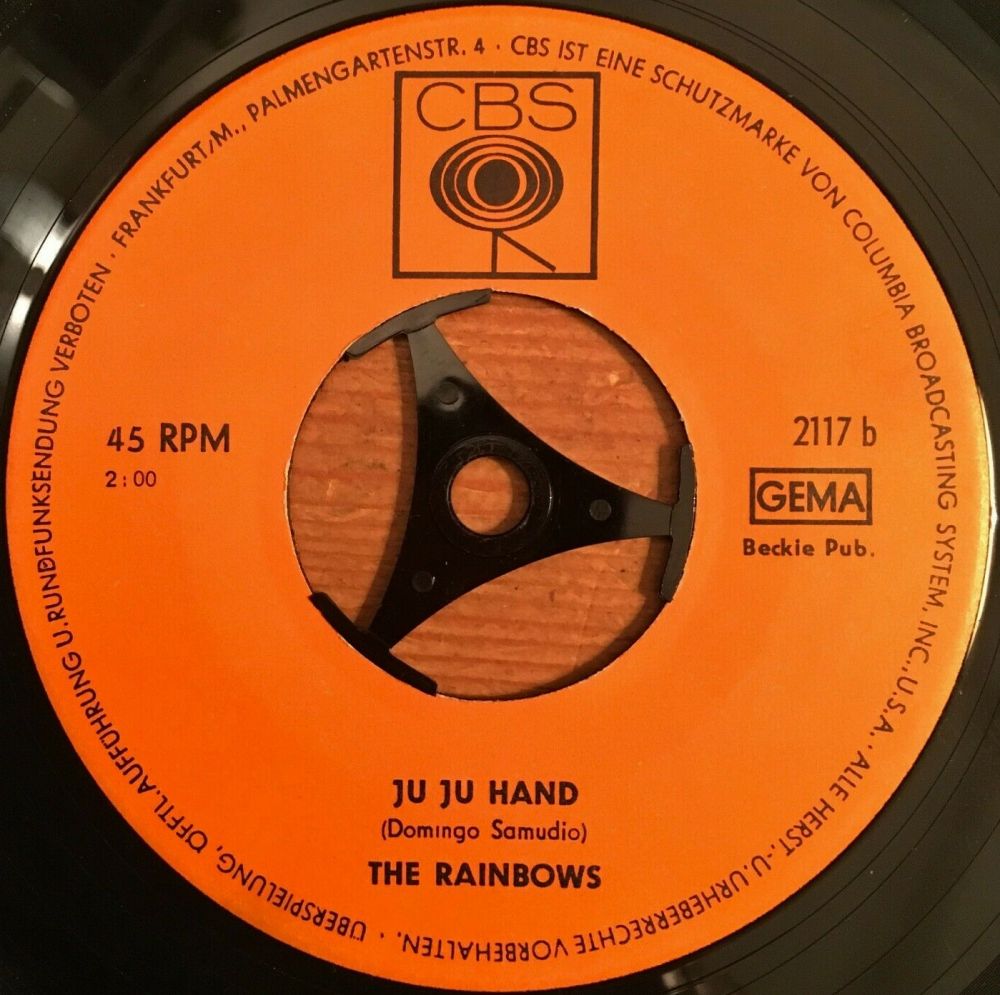 FRANKFURT/M., PALMENGARTENSTR. 4 · CBS IST EINE SCHUTZMARKE VON COLUMBIA BROADCASTING SYSTEM, INC., U.S.A. · ALLE HERST.-U. URHEBERRECHTE VORBEHALTEN. · ÜBERSPIELUNG, ÖFFTL. AUFFÜHRUNG U. RUNDFUNKSENDUNG VERBOTEN ·
CBS
45 RPM
2:00
2117 b
GEMA
Beckie Pub.
JU JU HAND
(Domingo Samudio)
THE RAINBOWS